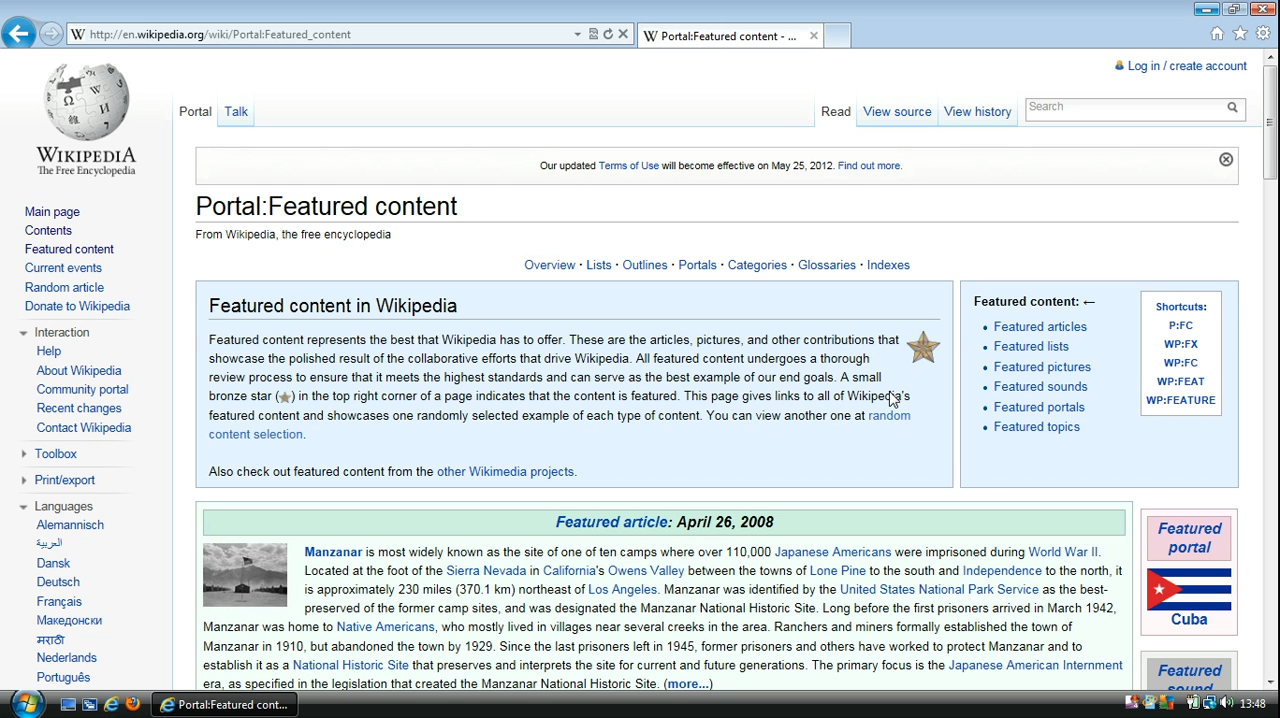 http://en.wikipedia.org/wiki/Portal:Featured_content
Portal:Featured content - ...
Log in / create account
WIKIPEDIA
The Free Encyclopedia
Portal
Talk
Read
View source
View history
Search
Our updated Terms of Use will become effective on May 25, 2012. Find out more.
Portal:Featured content
From Wikipedia, the free encyclopedia
Main page
Contents
Featured content
Current events
Random article
Donate to Wikipedia
Interaction
Help
About Wikipedia
Community portal
Recent changes
Contact Wikipedia
Toolbox
Print/export
Languages
Alemannisch
العربية
Dansk
Deutsch
Français
Македонски
मराठी
Nederlands
Português
Overview · Lists · Outlines · Portals · Categories · Glossaries · Indexes
Featured content in Wikipedia
Featured content represents the best that Wikipedia has to offer. These are the articles, pictures, and other contributions that
showcase the polished result of the collaborative efforts that drive Wikipedia. All featured content undergoes a thorough
review process to ensure that it meets the highest standards and can serve as the best example of our end goals. A small
bronze star ( ) in the top right corner of a page indicates that the content is featured. This page gives links to all of Wikipedia's
featured content and showcases one randomly selected example of each type of content. You can view another one at random
content selection.
Also check out featured content from the other Wikimedia projects.
Featured content: ←
Featured articles
Featured lists
Featured pictures
Featured sounds
Featured portals
Featured topics
Shortcuts:
P:FC
WP:FX
WP:FC
WP:FEAT
WP:FEATURE
Featured article: April 26, 2008
Manzanar is most widely known as the site of one of ten camps where over 110,000 Japanese Americans were imprisoned during World War II.
Located at the foot of the Sierra Nevada in California's Owens Valley between the towns of Lone Pine to the south and Independence to the north, it
is approximately 230 miles (370.1 km) northeast of Los Angeles. Manzanar was identified by the United States National Park Service as the best-
preserved of the former camp sites, and was designated the Manzanar National Historic Site. Long before the first prisoners arrived in March 1942,
Manzanar was home to Native Americans, who mostly lived in villages near several creeks in the area. Ranchers and miners formally established the town of
Manzanar in 1910, but abandoned the town by 1929. Since the last prisoners left in 1945, former prisoners and others have worked to protect Manzanar and to
establish it as a National Historic Site that preserves and interprets the site for current and future generations. The primary focus is the Japanese American Internment
era, as specified in the legislation that created the Manzanar National Historic Site. (more...)
Featured
portal
Cuba
Featured
sound
Portal:Featured cont...
13:48